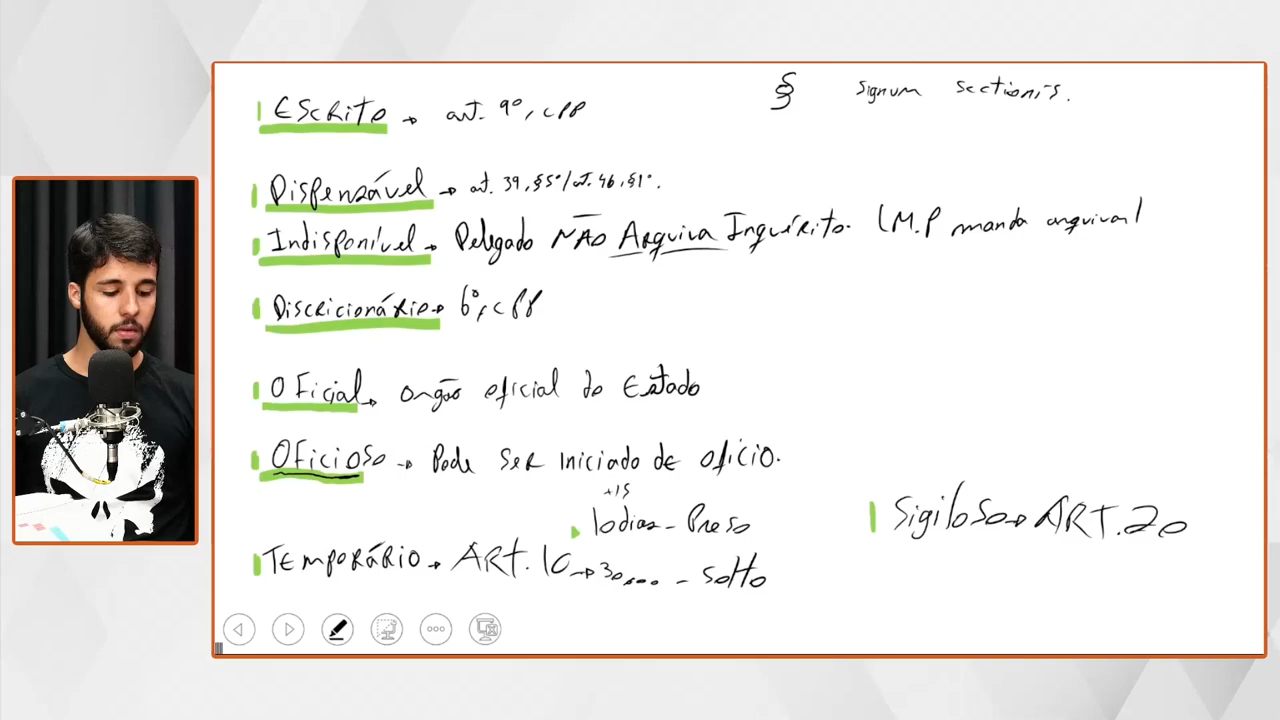 § signum sectionis.
Escrito → art. 9º, CPP
Dispensável → art. 39, §5º/art. 46, §1º.
Indisponível → Delegado NÃO Arquiva Inquérito. (M.P manda arquivar)
Discricionário → 6º, CPP
Oficial → orgão oficial do Estado
Oficioso → Pode ser iniciado de ofício.
+15
10 dias - Preso
Sigiloso → ART. 20
Temporário → ART. 10 → 30 - solto